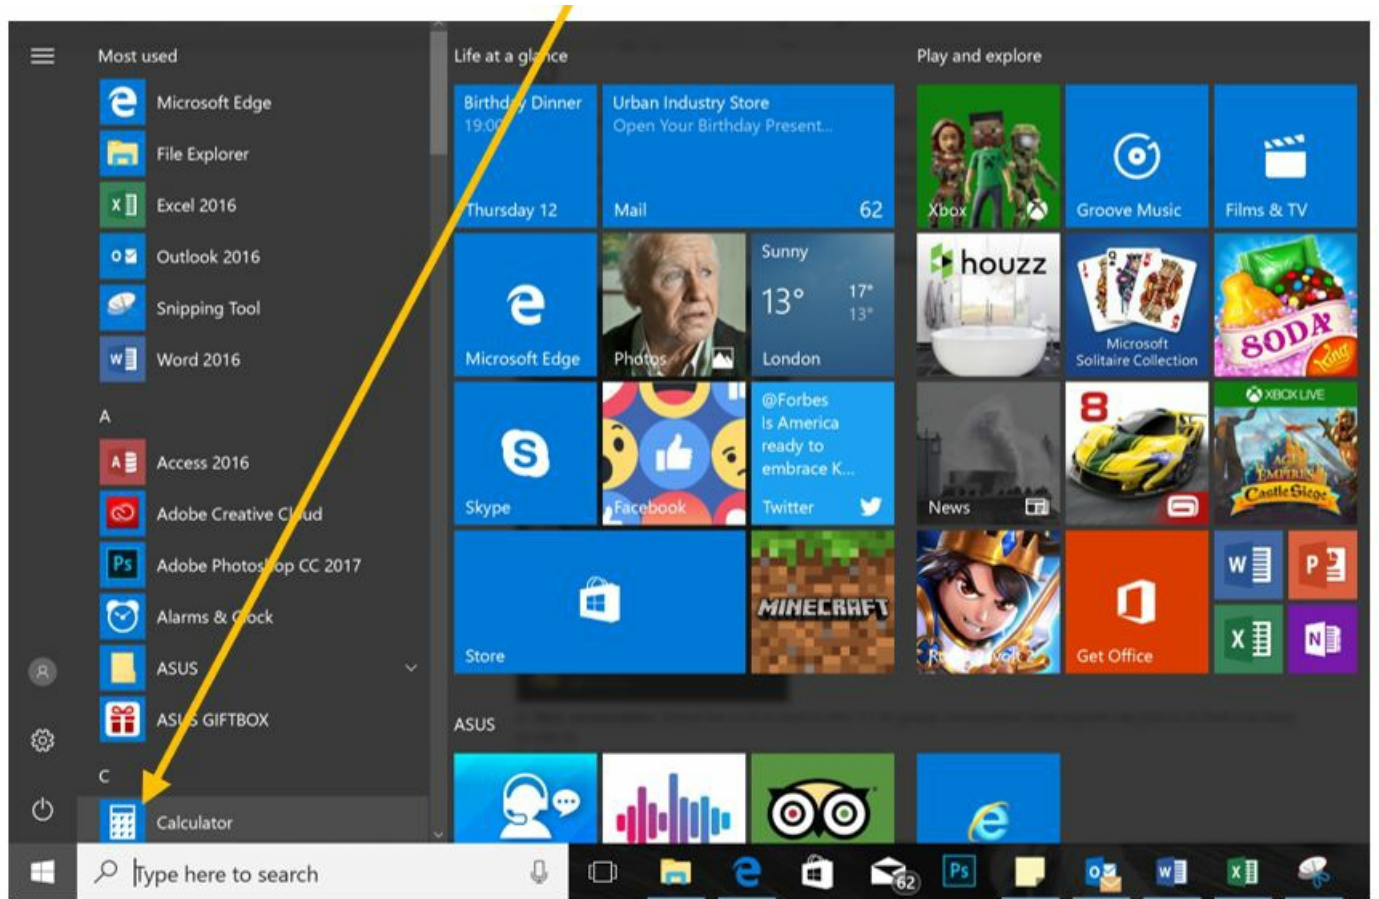 Most used
Microsoft Edge
File Explorer
Excel 2016
Outlook 2016
Snipping Tool
Word 2016
A
Access 2016
Adobe Creative Cloud
Adobe Photoshop CC 2017
Alarms & Clock
ASUS
ASUS GIFTBOX
C
Calculator
Type here to search
Life at a glance
Birthday Dinner
19:00
Thursday 12
Urban Industry Store
Open Your Birthday Present...
Mail 62
Microsoft Edge
Photos
Sunny
13° 17°
13°
London
Skype
Facebook
@Forbes
Is America
ready to
embrace K...
Twitter
Store
MINECRAFT
ASUS
Play and explore
Xbox
Groove Music
Films & TV
houzz
Microsoft
Solitaire Collection
SODA
King
News
8
XBOX LIVE
AGE
EMPIRES
Castle Siege
Get Office
62
Ps